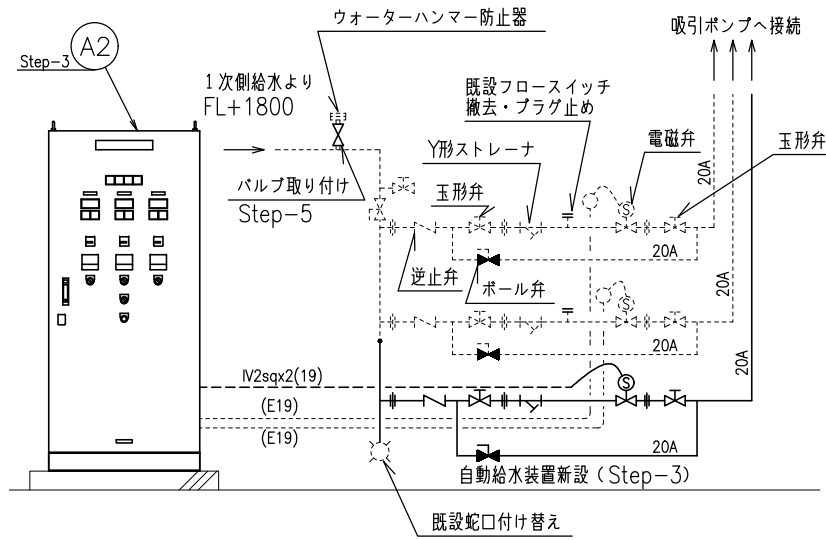 ウォーターハンマー防止器
吸引ポンプへ接続
A2
Step-3
1次側給水より
FL+1800
既設フロースイッチ
撤去・プラグ止め
Y形ストレーナ
電磁弁
玉形弁
バルブ取り付け
Step-5
玉形弁
20A
S
20A
逆止弁
ボール弁
20A
S
20A
20A
IV2sqx2(19)
S
(E19)
(E19)
20A
自動給水装置新設(Step-3)
既設蛇口付け替え